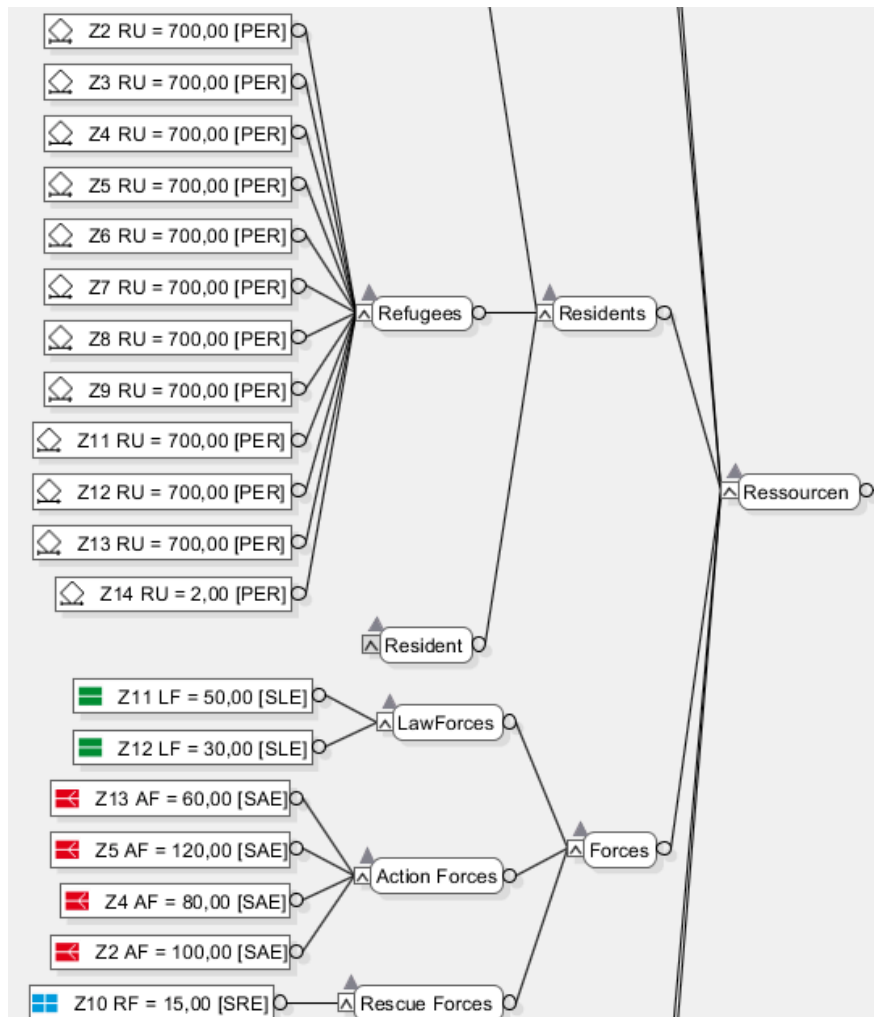 Z2 RU = 700,00 [PER]
Z3 RU = 700,00 [PER]
Z4 RU = 700,00 [PER]
Z5 RU = 700,00 [PER]
Z6 RU = 700,00 [PER]
Z7 RU = 700,00 [PER]
Z8 RU = 700,00 [PER]
Z9 RU = 700,00 [PER]
Z11 RU = 700,00 [PER]
Z12 RU = 700,00 [PER]
Z13 RU = 700,00 [PER]
Z14 RU = 2,00 [PER]
Refugees
Residents
Ressourcen
Resident
Z11 LF = 50,00 [SLE]
Z12 LF = 30,00 [SLE]
LawForces
Z13 AF = 60,00 [SAE]
Z5 AF = 120,00 [SAE]
Z4 AF = 80,00 [SAE]
Z2 AF = 100,00 [SAE]
Action Forces
Forces
Z10 RF = 15,00 [SRE]
Rescue Forces